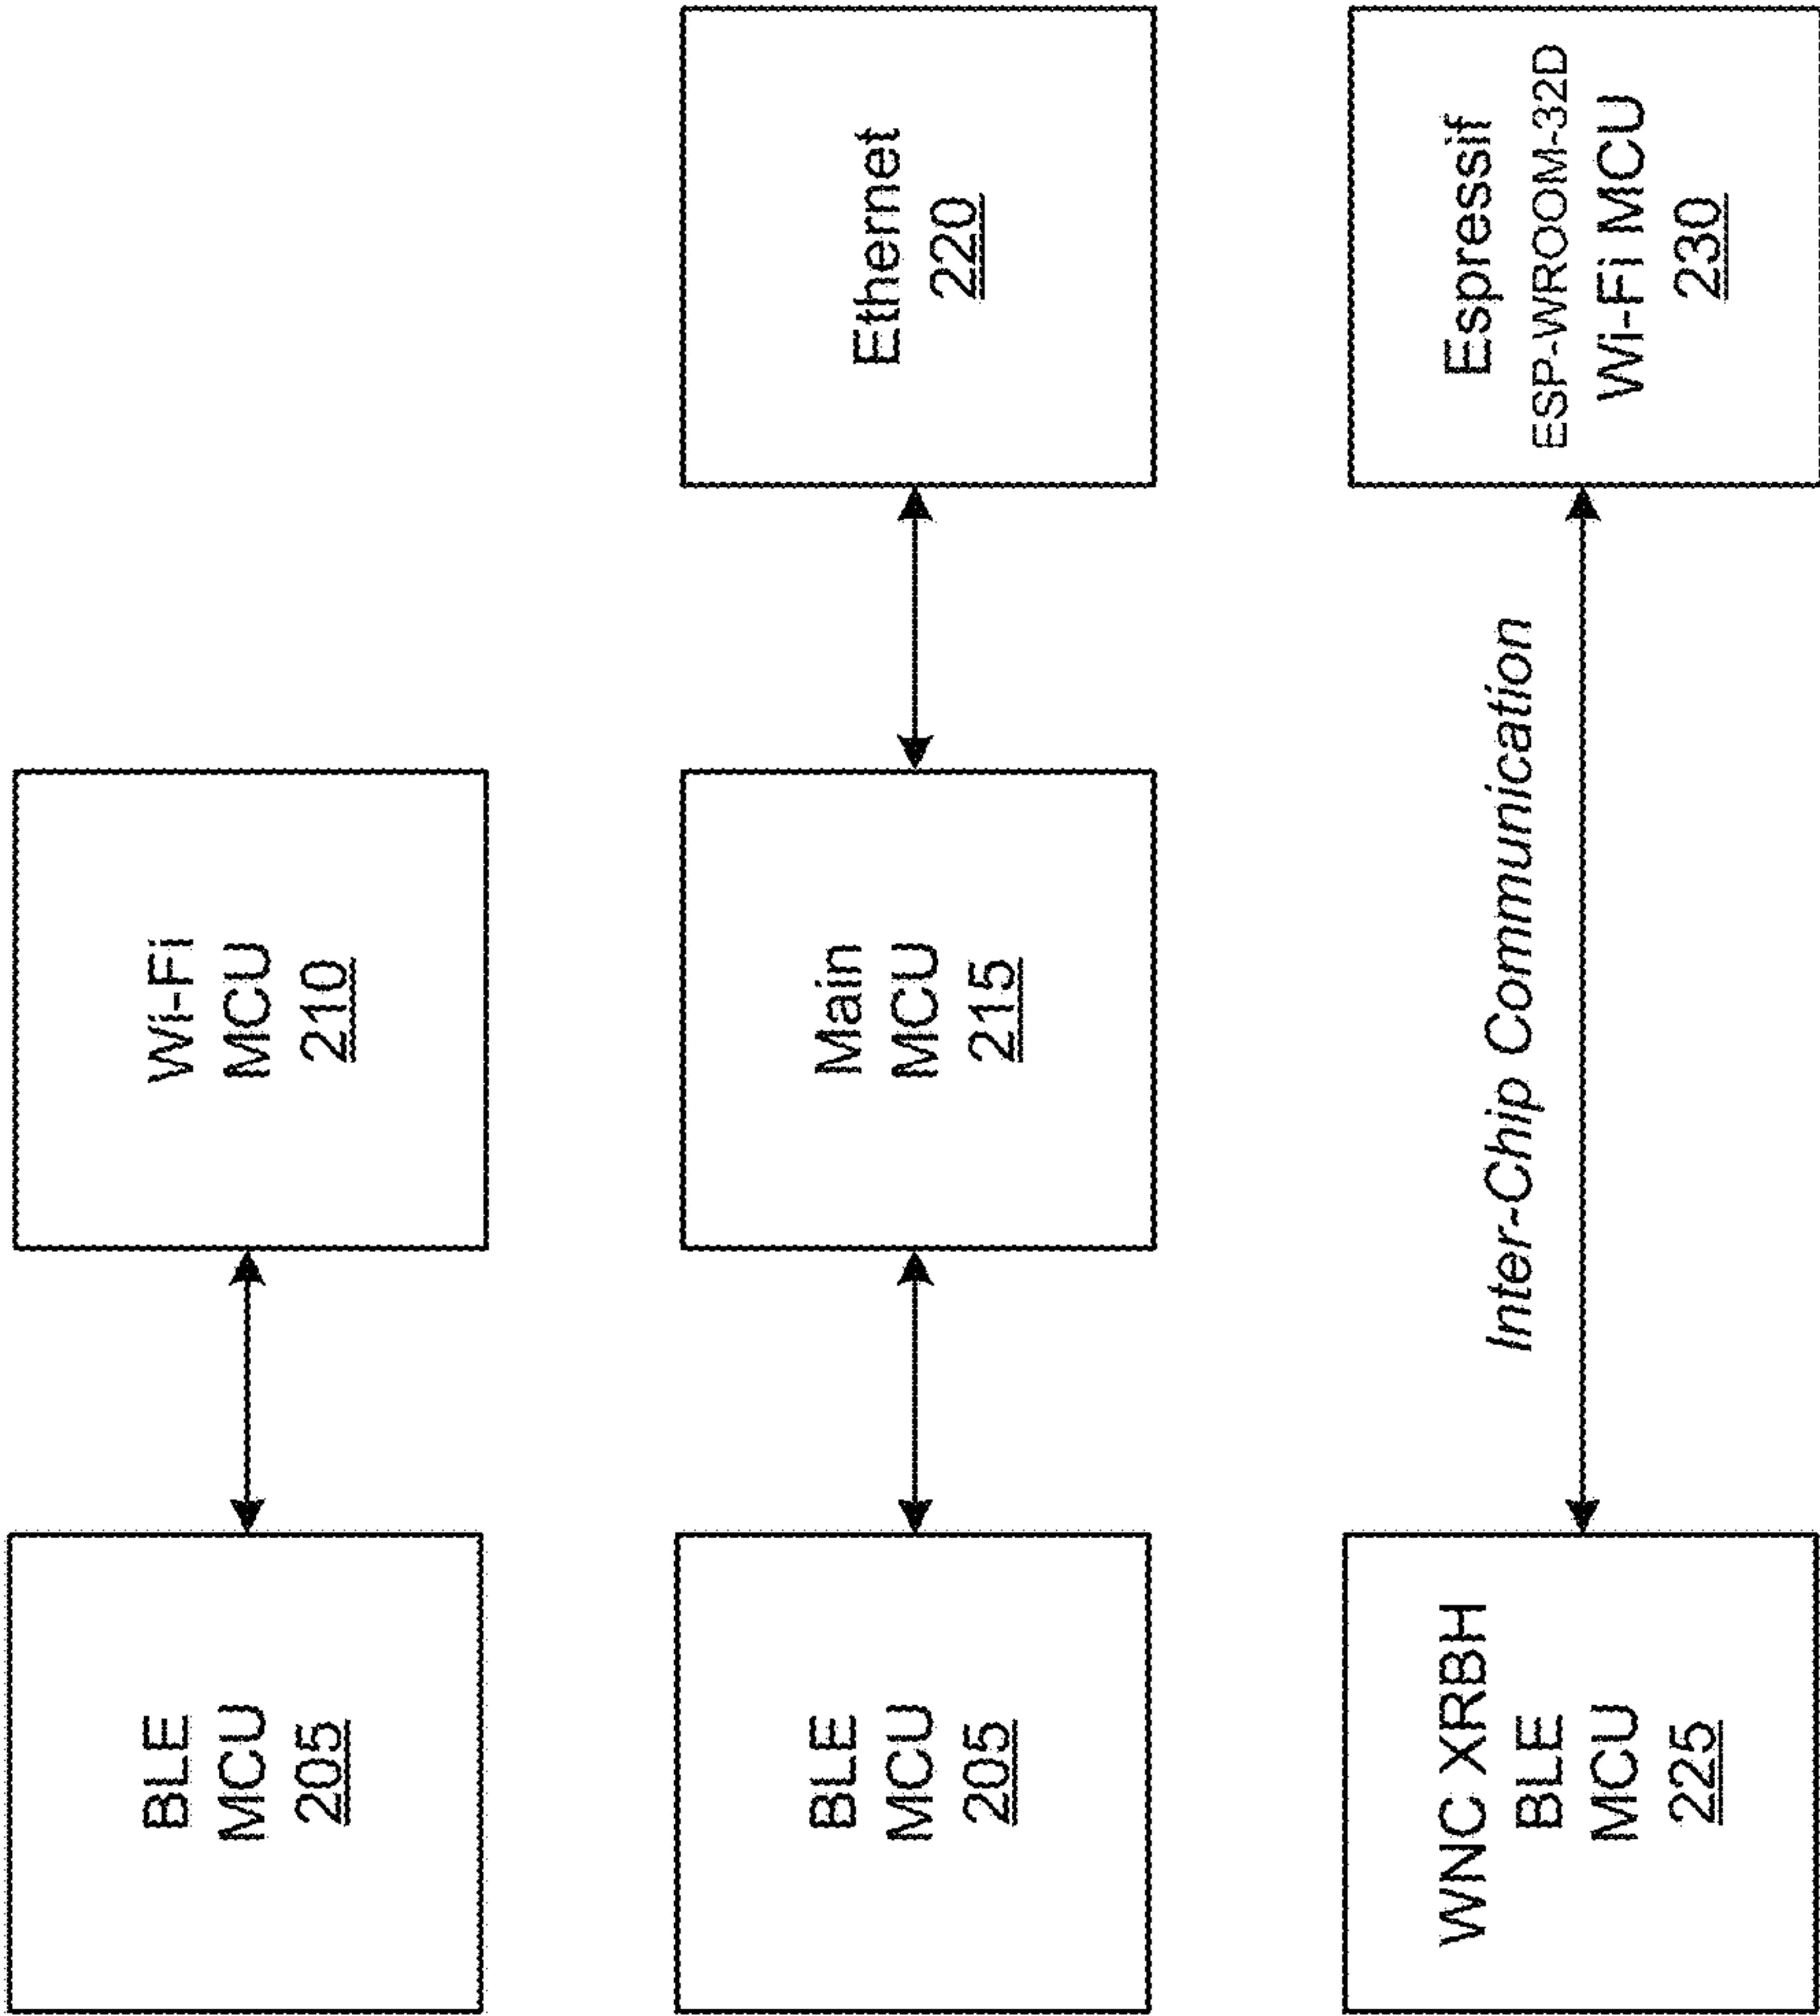 BLE
MCU
205
Wi-Fi
MCU
210
BLE
MCU
205
Main
MCU
215
Ethernet
220
WNC XRBH
BLE
MCU
225
Inter-Chip Communication
Espressif
ESP-WROOM-32D
Wi-Fi MCU
230